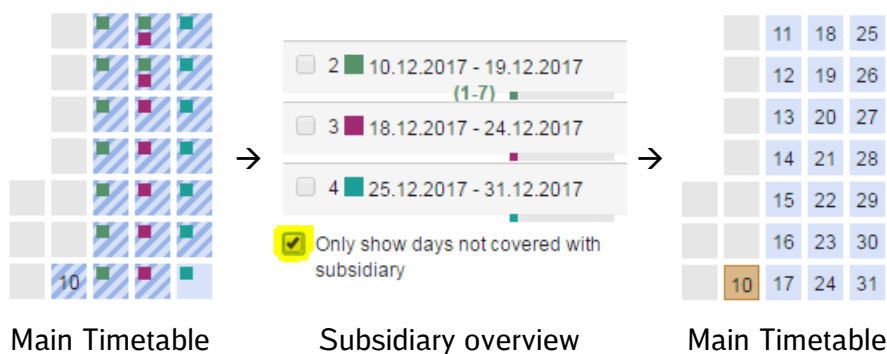 10
→
2 10.12.2017 - 19.12.2017
(1-7)
3 18.12.2017 - 24.12.2017
4 25.12.2017 - 31.12.2017
Only show days not covered with
subsidiary
→
11 18 25
12 19 26
13 20 27
14 21 28
15 22 29
16 23 30
10 17 24 31
Main Timetable
Subsidiary overview
Main Timetable